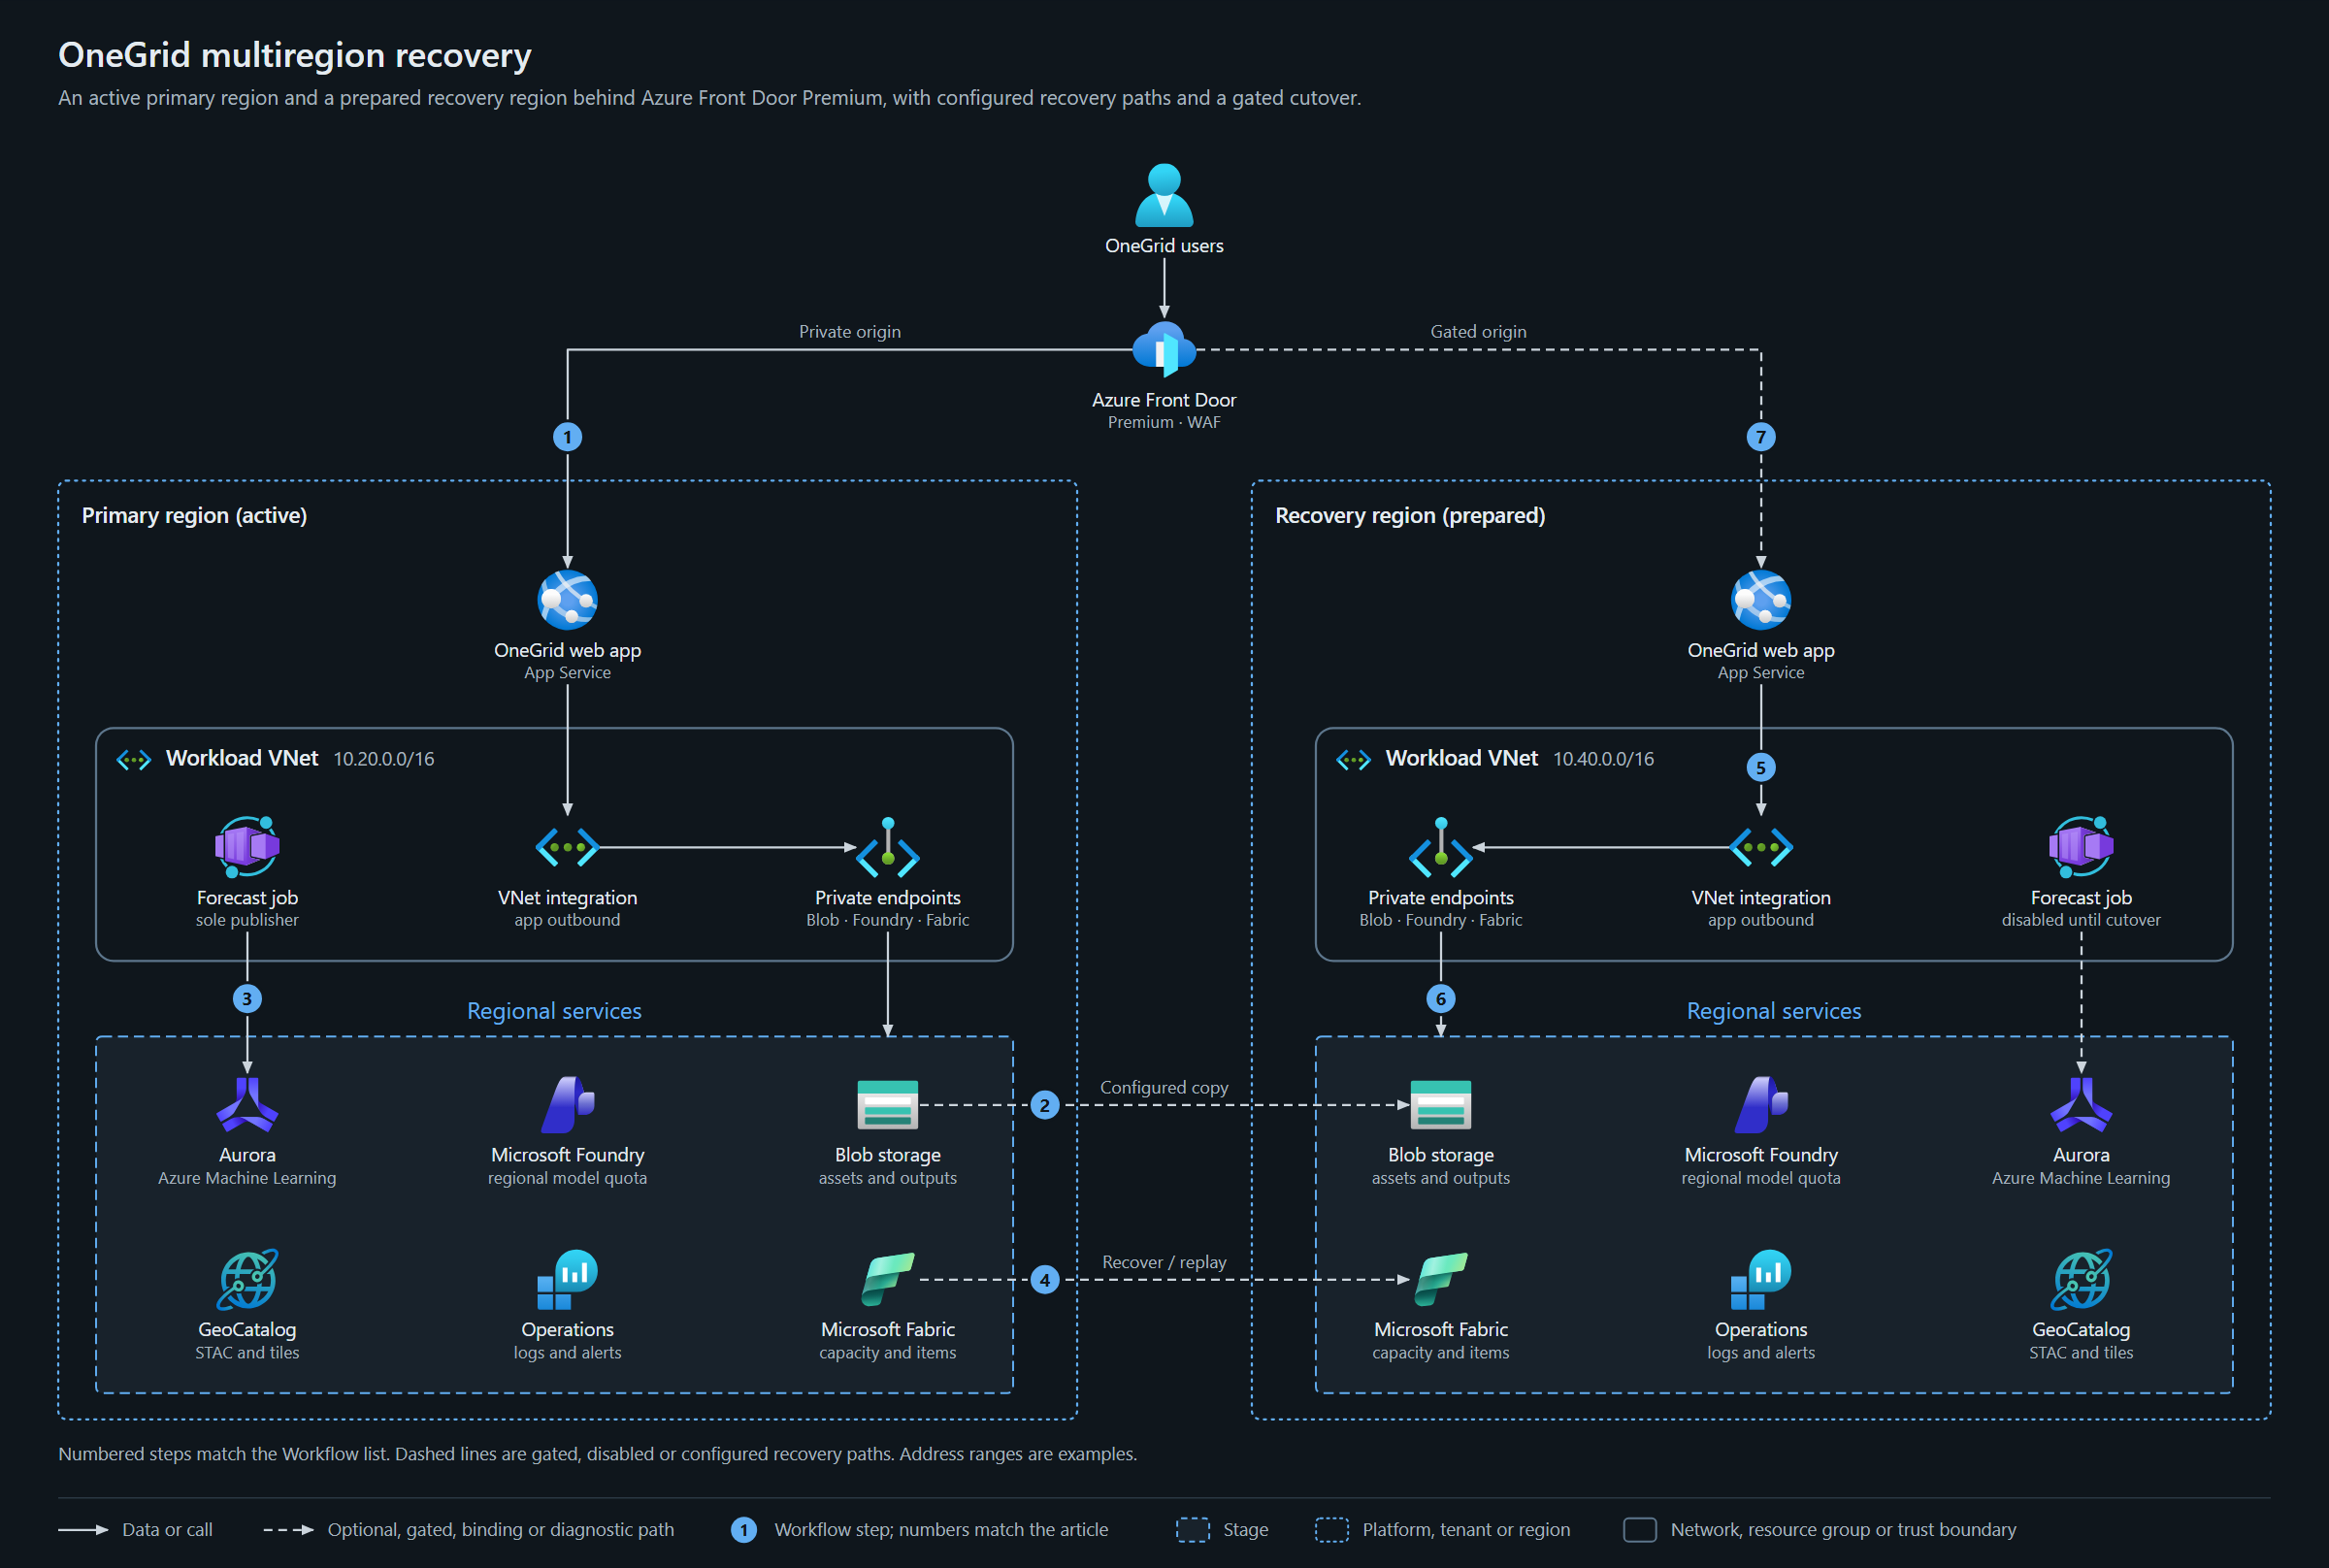 OneGrid multiregion recovery
An active primary region and a prepared recovery region behind Azure Front Door Premium, with configured recovery paths and a gated cutover.
OneGrid users
Private origin
Gated origin
Azure Front Door
Premium · WAF
1
7
Primary region (active)
OneGrid web app
App Service
Workload VNet 10.20.0.0/16
Forecast job
sole publisher
VNet integration
app outbound
Private endpoints
Blob · Foundry · Fabric
3
Regional services
Aurora
Azure Machine Learning
Microsoft Foundry
regional model quota
Blob storage
assets and outputs
GeoCatalog
STAC and tiles
Operations
logs and alerts
Microsoft Fabric
capacity and items
2
Configured copy
4
Recover / replay
Recovery region (prepared)
OneGrid web app
App Service
Workload VNet 10.40.0.0/16
5
Private endpoints
Blob · Foundry · Fabric
VNet integration
app outbound
Forecast job
disabled until cutover
6
Regional services
Blob storage
assets and outputs
Microsoft Foundry
regional model quota
Aurora
Azure Machine Learning
Microsoft Fabric
capacity and items
Operations
logs and alerts
GeoCatalog
STAC and tiles
Numbered steps match the Workflow list. Dashed lines are gated, disabled or configured recovery paths. Address ranges are examples.
Data or call
Optional, gated, binding or diagnostic path
1 Workflow step; numbers match the article
Stage
Platform, tenant or region
Network, resource group or trust boundary